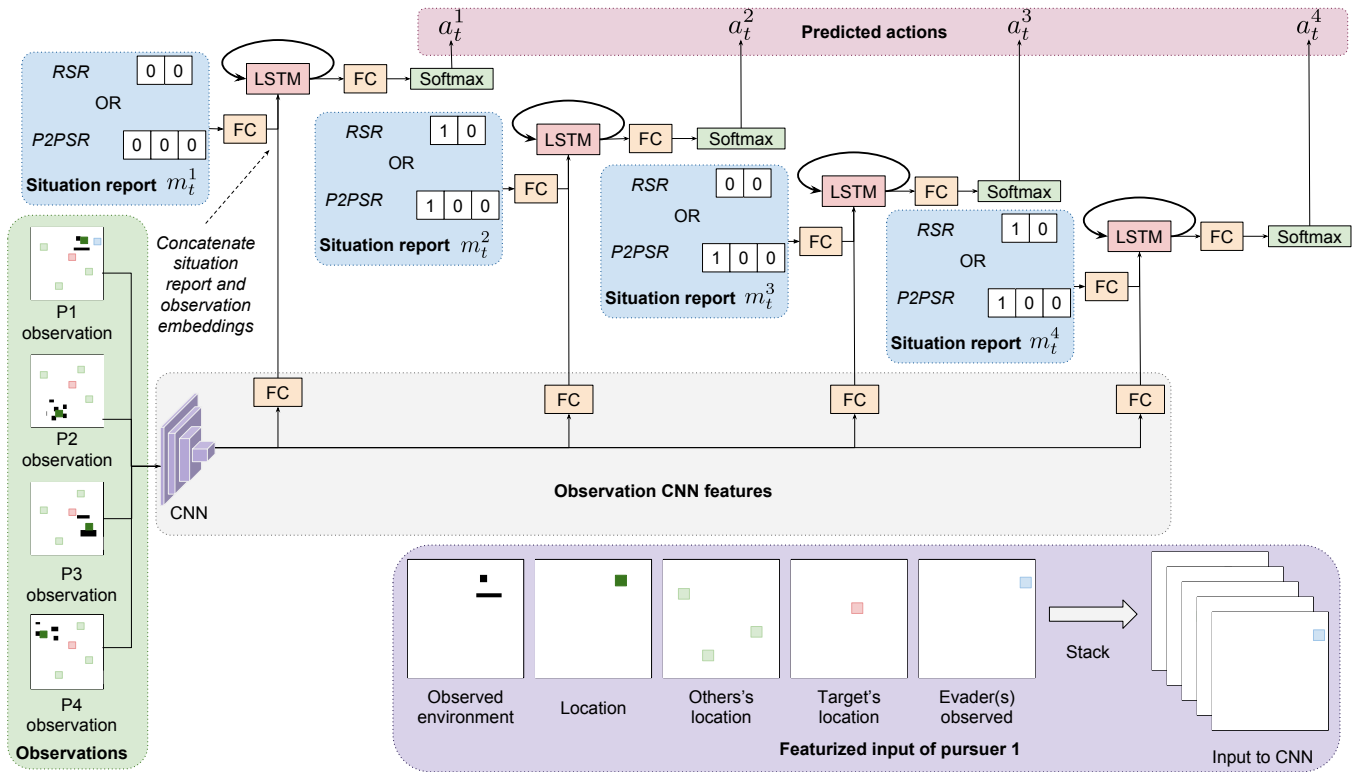 a_t^1
a_t^2
a_t^3
a_t^4
Predicted actions
RSR
0 0
OR
P2PSR
0 0 0
Situation report m_t^1
FC
LSTM
FC
Softmax
RSR
1 0
OR
P2PSR
1 0 0
Situation report m_t^2
FC
LSTM
FC
Softmax
RSR
0 0
OR
P2PSR
1 0 0
Situation report m_t^3
FC
LSTM
FC
Softmax
RSR
1 0
OR
P2PSR
1 0 0
Situation report m_t^4
FC
LSTM
FC
Softmax
Concatenate
situation
report and
observation
embeddings
P1
observation
P2
observation
P3
observation
P4
observation
Observations
CNN
FC
FC
FC
FC
Observation CNN features
Observed
environment
Location
Others's
location
Target's
location
Evader(s)
observed
Stack
Input to CNN
Featurized input of pursuer 1